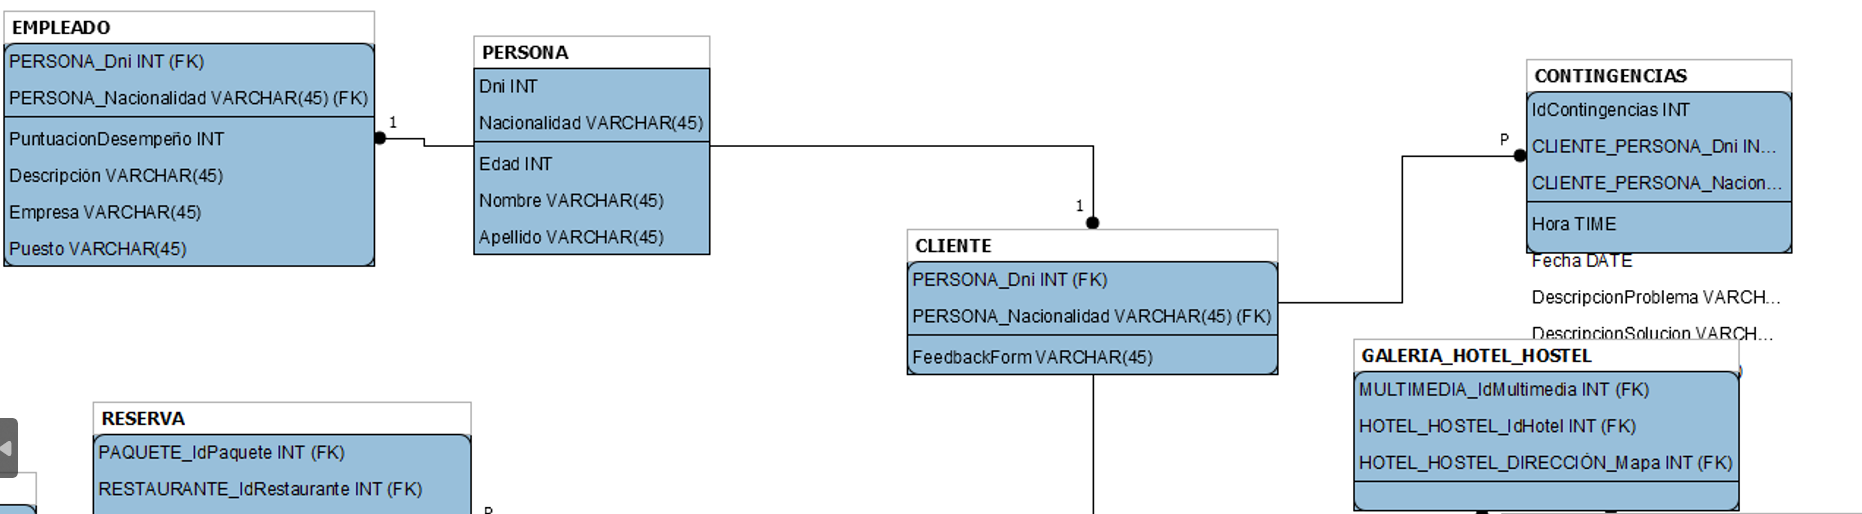 EMPLEADO
PERSONA_Dni INT (FK)
PERSONA_Nacionalidad VARCHAR(45) (FK)
PuntuacionDesempeño INT
Descripción VARCHAR(45)
Empresa VARCHAR(45)
Puesto VARCHAR(45)
1
PERSONA
Dni INT
Nacionalidad VARCHAR(45)
Edad INT
Nombre VARCHAR(45)
Apellido VARCHAR(45)
1
CLIENTE
PERSONA_Dni INT (FK)
PERSONA_Nacionalidad VARCHAR(45) (FK)
FeedbackForm VARCHAR(45)
P
CONTINGENCIAS
IdContingencias INT
CLIENTE_PERSONA_Dni IN...
CLIENTE_PERSONA_Nacion...
Hora TIME
Fecha DATE
DescripcionProblema VARCH...
DescripcionSolucion VARCH...
GALERIA_HOTEL_HOSTEL
MULTIMEDIA_IdMultimedia INT (FK)
HOTEL_HOSTEL_IdHotel INT (FK)
HOTEL_HOSTEL_DIRECCIÓN_Mapa INT (FK)
RESERVA
PAQUETE_IdPaquete INT (FK)
RESTAURANTE_IdRestaurante INT (FK)
P